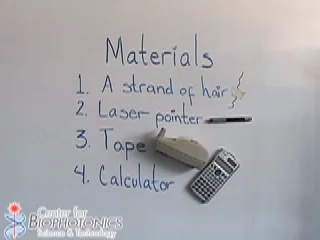 Materials
1. A strand of hair
2. Laser pointer
3. Tape
4. Calculator
Center for
BIOPHOTONICS
Science & Technology